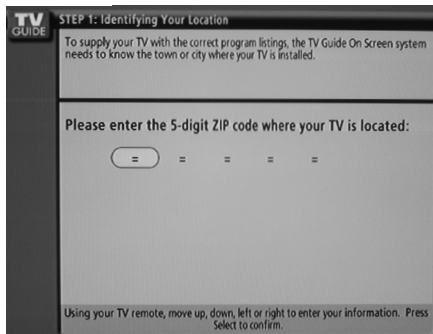 TV
GUIDE
STEP 1: Identifying Your Location
To supply your TV with the correct program listings, the TV Guide On Screen system
needs to know the town or city where your TV is installed.
Please enter the 5-digit ZIP code where your TV is located:
= = = = =
Using your TV remote, move up, down, left or right to enter your information. Press
Select to confirm.